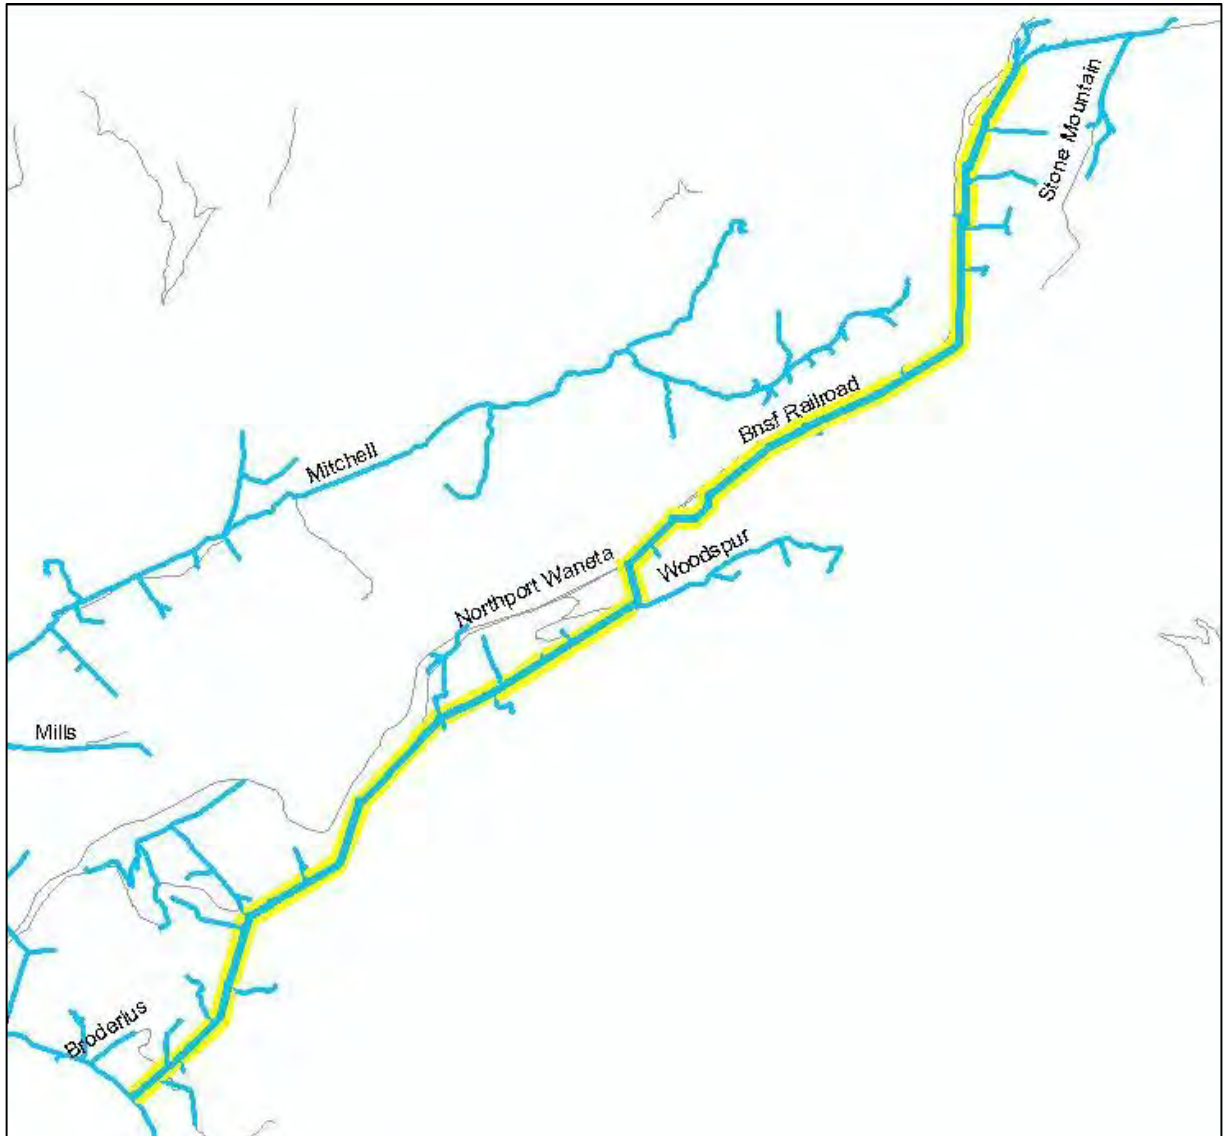 Stone Mountain
Bnsf Railroad
Mitchell
Northport Waneta
Woodspur
Mills
Broderius